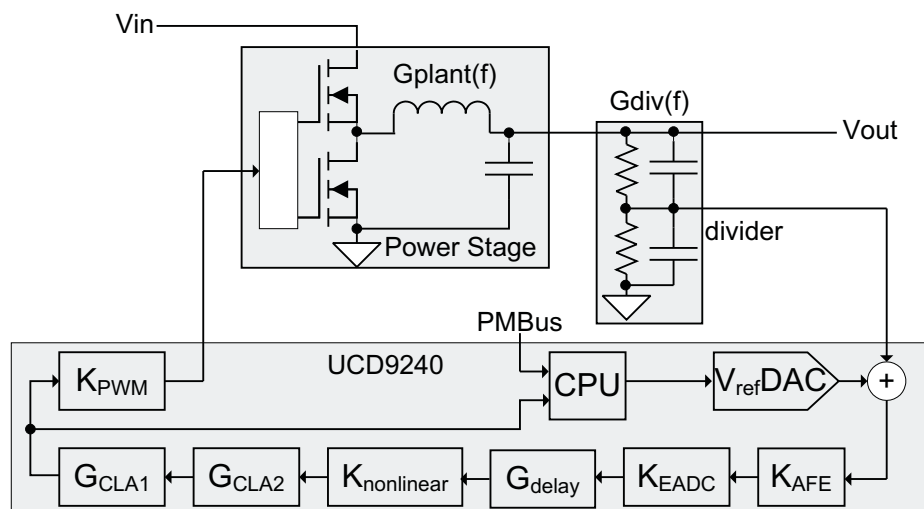 Vin
Gplant(f)
Gdiv(f)
Vout
Power Stage
divider
PMBus
UCD9240
KPWM
CPU
VrefDAC
+
GCLA1
GCLA2
Knonlinear
Gdelay
KEADC
KAFE